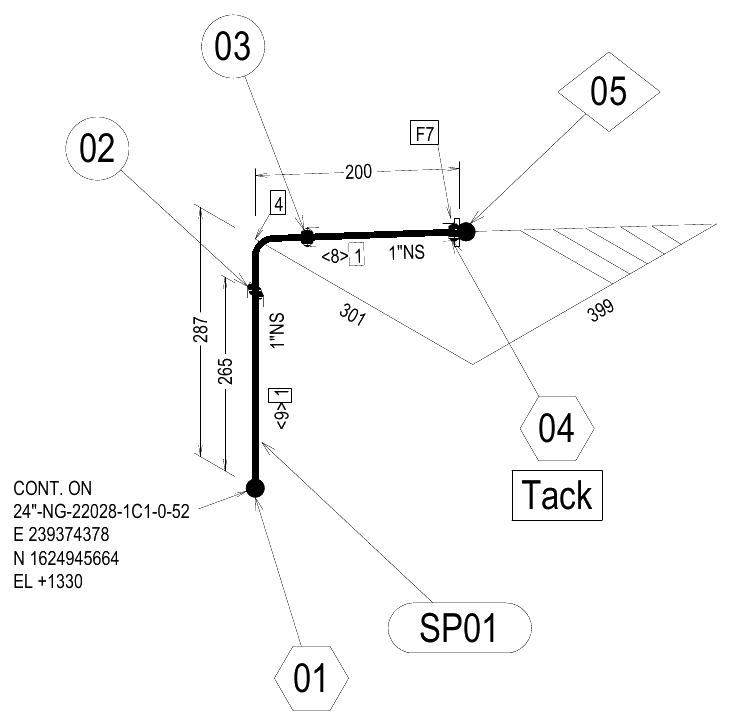 03
05
02
F7
200
4
<8> 1
1"NS
287
265
1"NS
<9> 1
301
399
04
Tack
CONT. ON
24"-NG-22028-1C1-0-52
E 239374378
N 1624945664
EL +1330
SP01
01